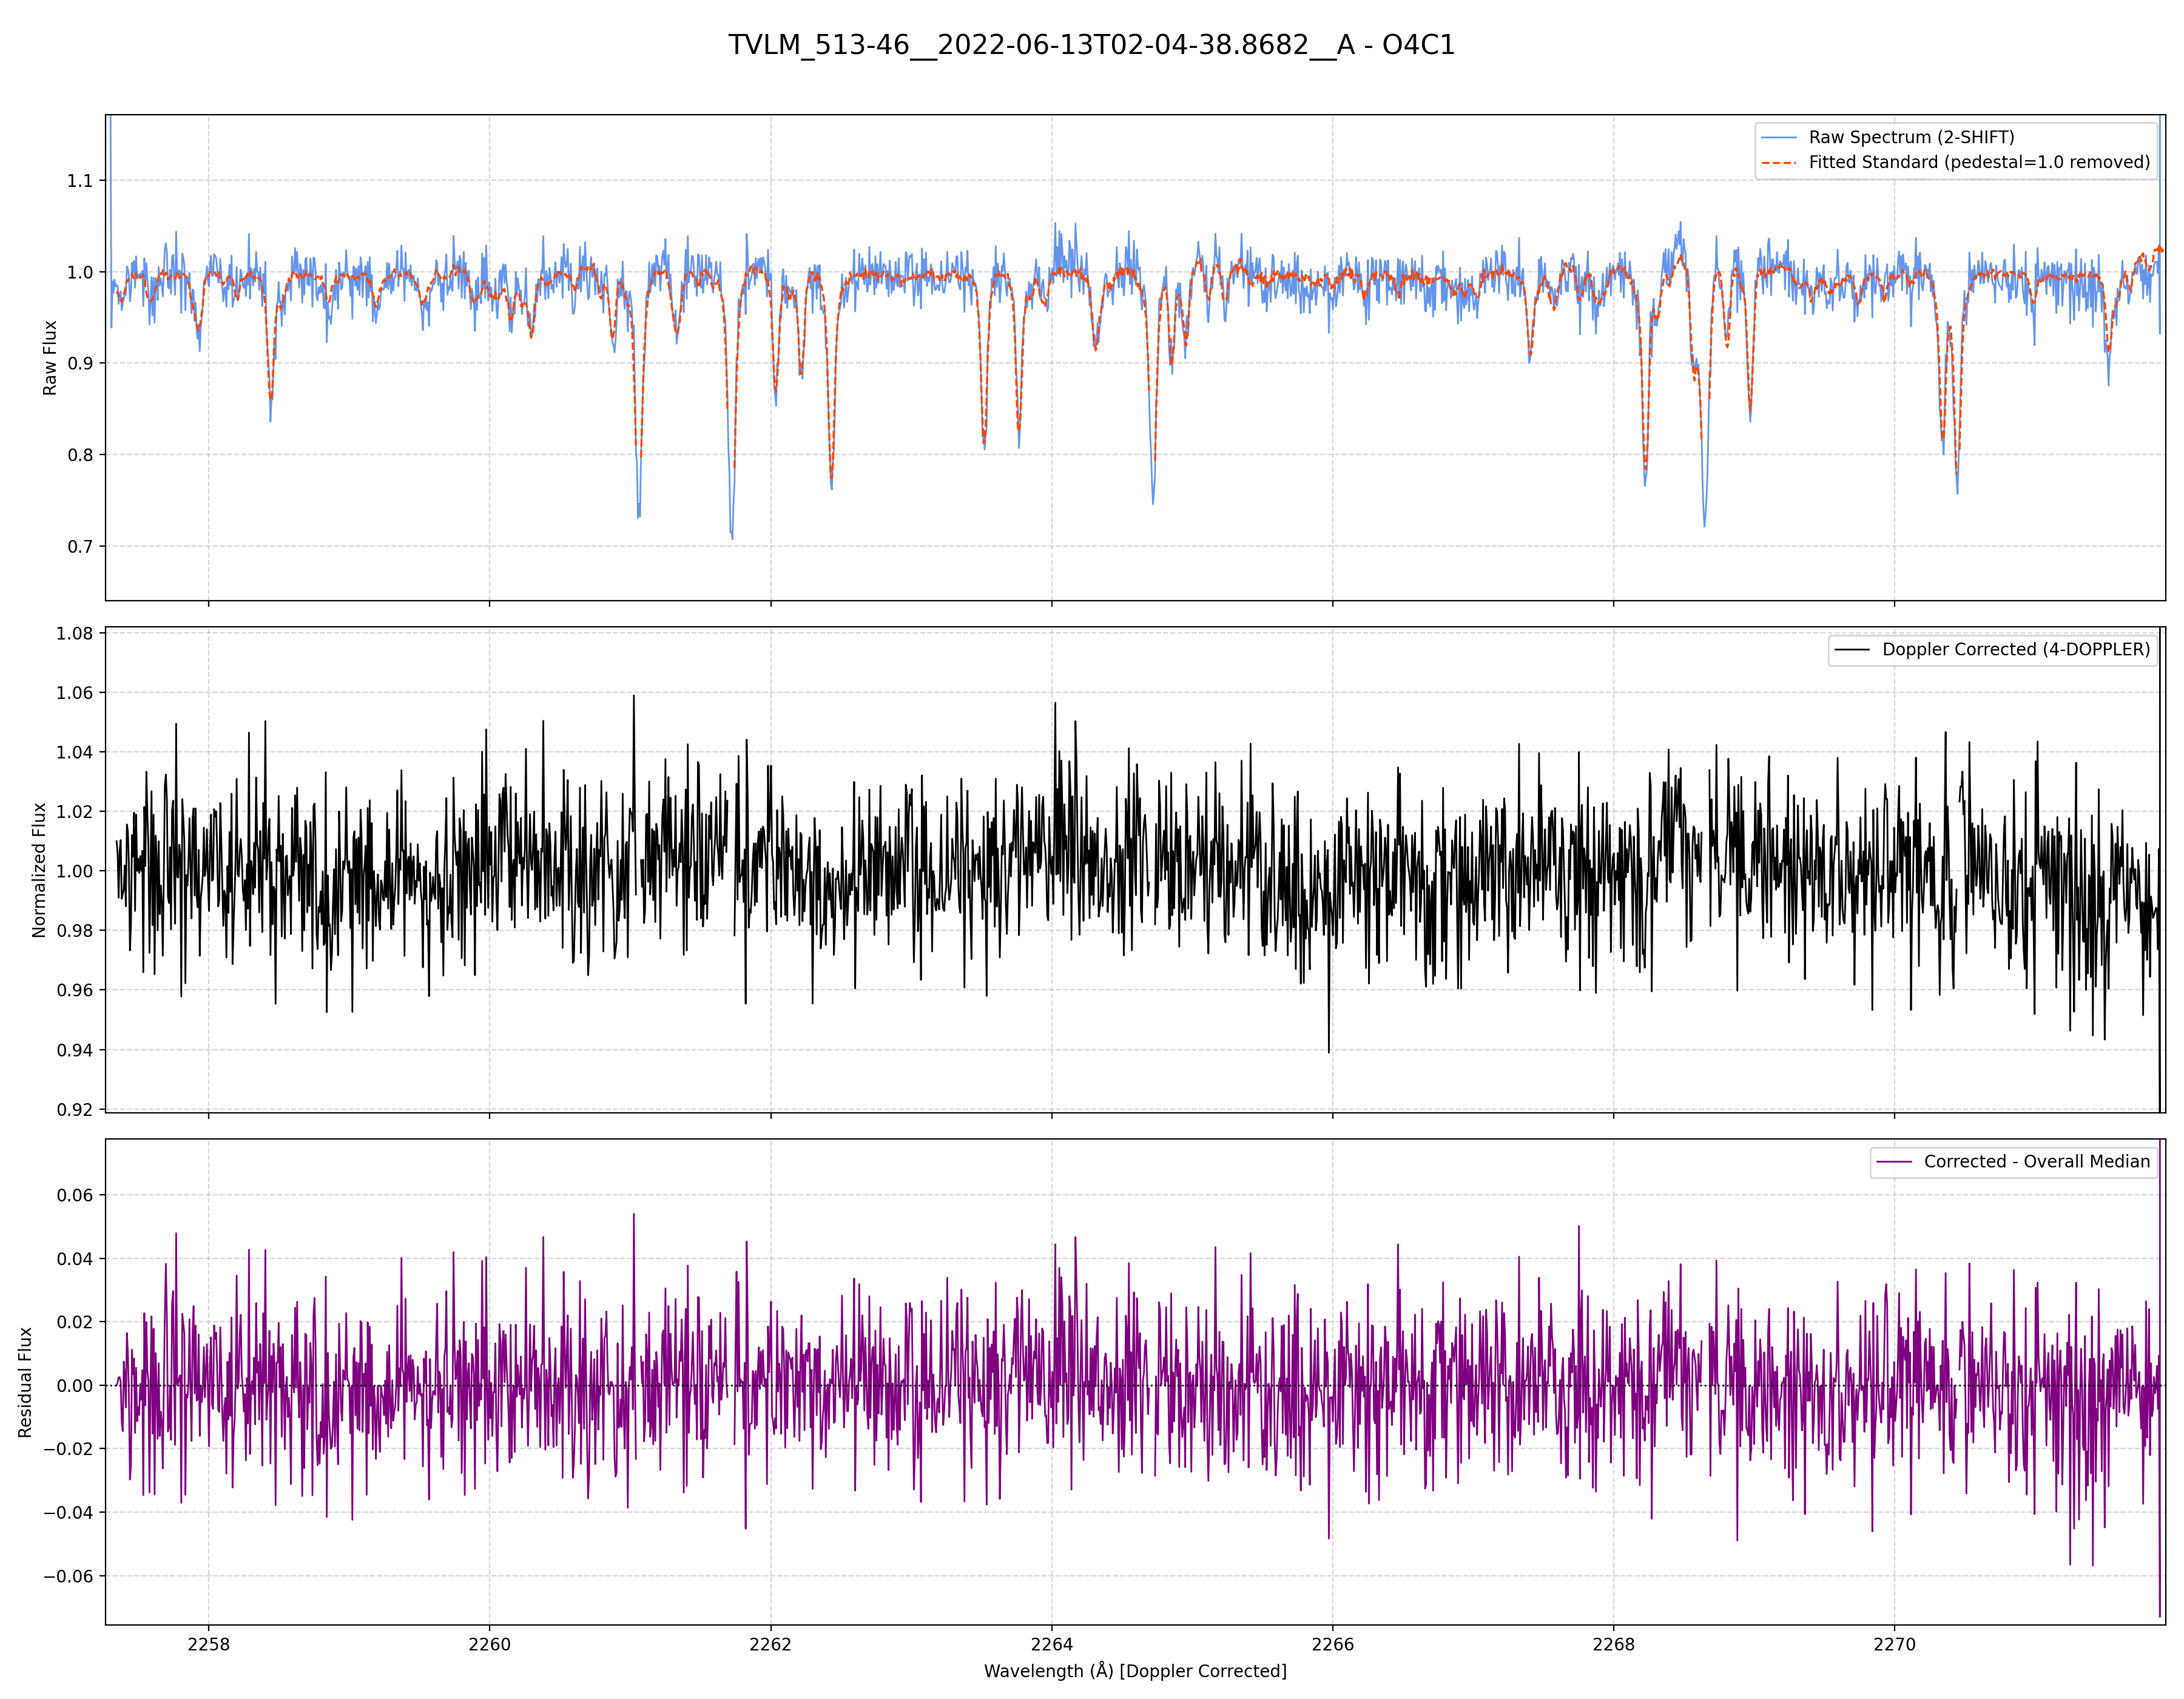 TVLM_513-46__2022-06-13T02-04-38.8682__A - O4C1
Raw Spectrum (2-SHIFT)
Fitted Standard (pedestal=1.0 removed)
1.1
1.0
0.9
0.8
0.7
Raw Flux
Doppler Corrected (4-DOPPLER)
1.08
1.06
1.04
1.02
1.00
0.98
0.96
0.94
0.92
Normalized Flux
Corrected - Overall Median
0.06
0.04
0.02
0.00
−0.02
−0.04
−0.06
Residual Flux
2258 2260 2262 2264 2266 2268 2270
Wavelength (Å) [Doppler Corrected]